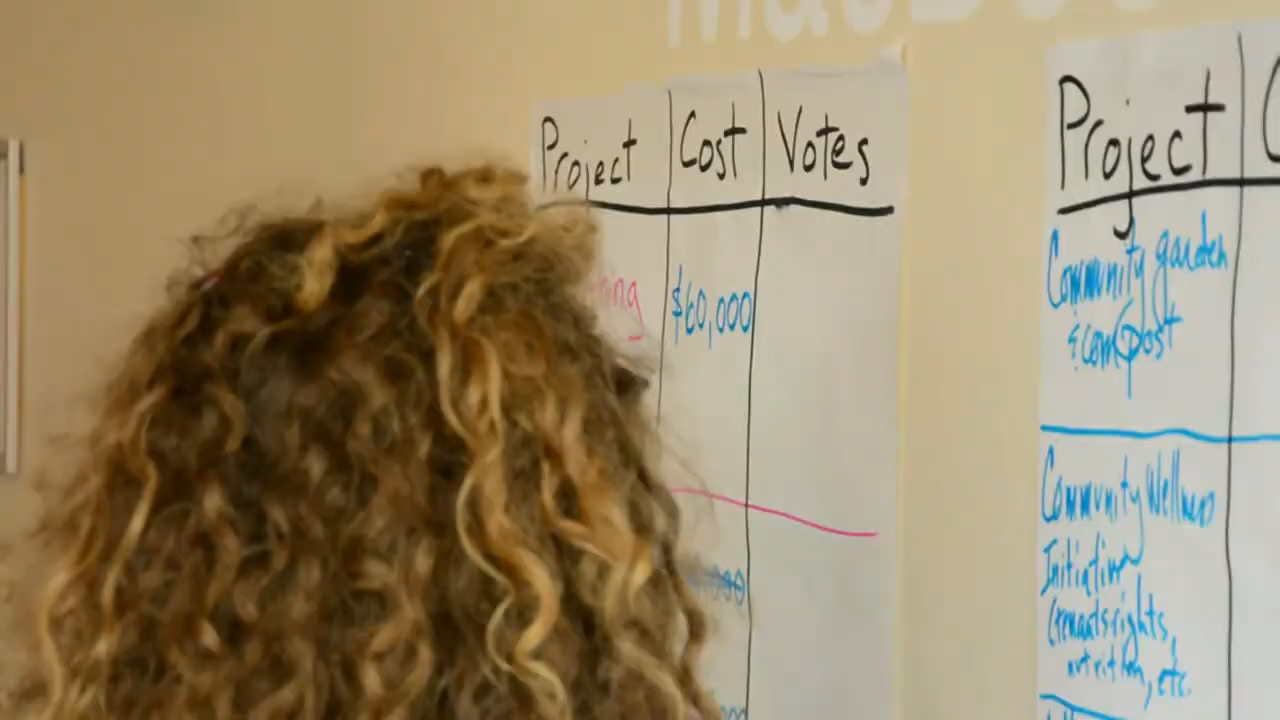 Project Cost Votes
$60,000
Project
Community garden
& compost
Community Wellness
Initiative
(tenants rights,
nutrition, etc.